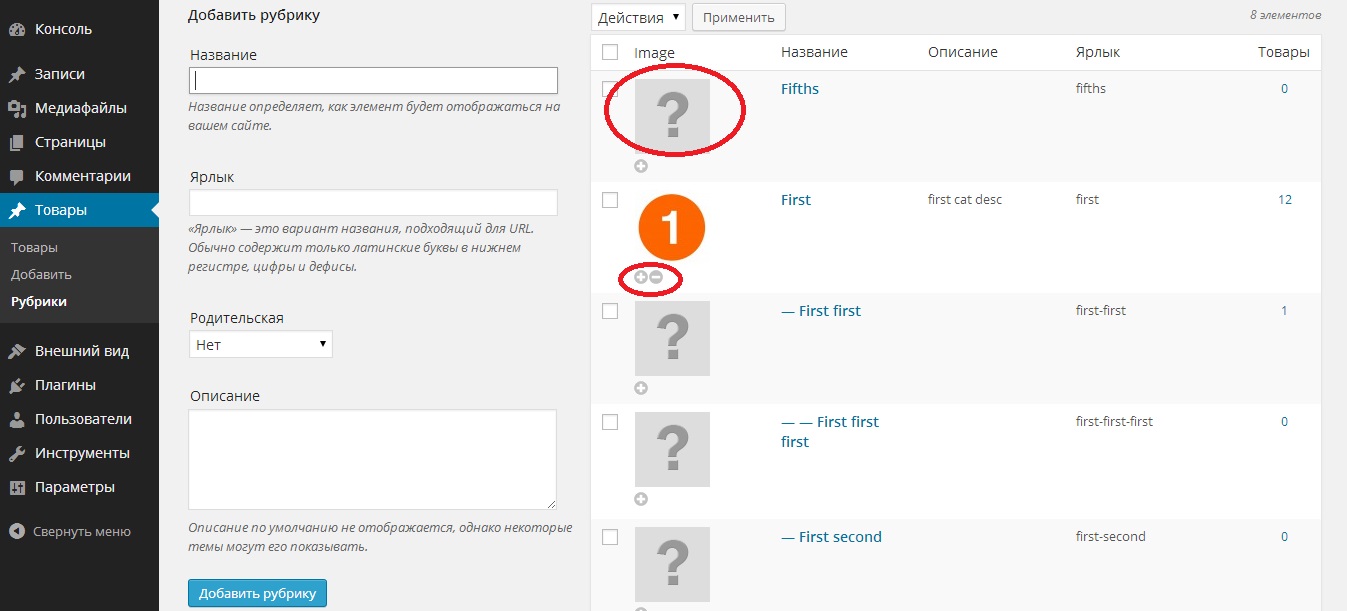 Консоль
Записи
Медиафайлы
Страницы
Комментарии
Товары
Товары
Добавить
Рубрики
Внешний вид
Плагины
Пользователи
Инструменты
Параметры
Свернуть меню
Добавить рубрику
Название
Название определяет, как элемент будет отображаться на
вашем сайте.
Ярлык
«Ярлык» — это вариант названия, подходящий для URL.
Обычно содержит только латинские буквы в нижнем
регистре, цифры и дефисы.
Родительская
Нет
Описание
Описание по умолчанию не отображается, однако некоторые
темы могут его показывать.
Добавить рубрику
Действия Применить 8 элементов
Image Название Описание Ярлык Товары
? Fifths fifths 0
1 First first cat desc first 12
? — First first first-first 1
? — — First first first-first-first 0
first
? — First second first-second 0